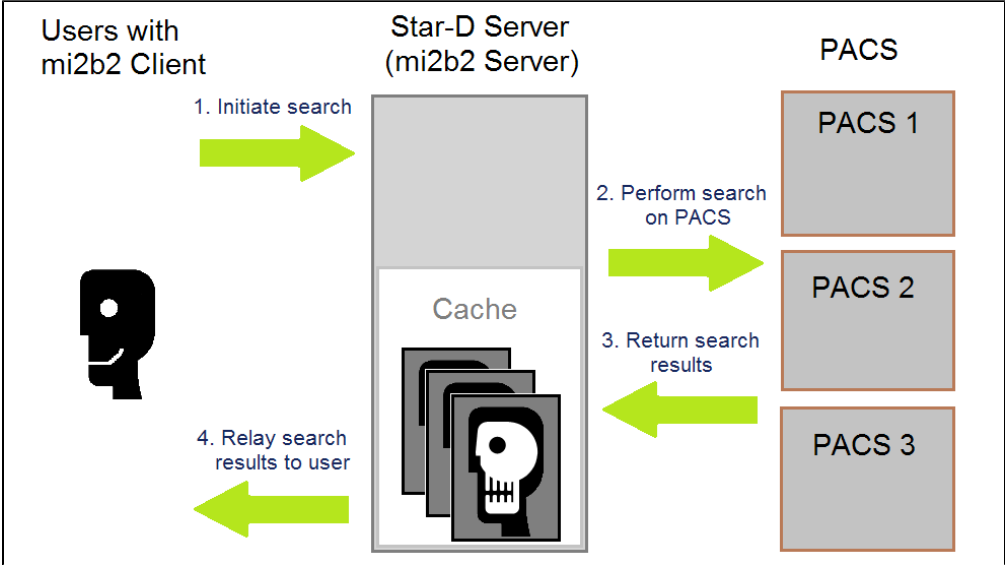 Users with
mi2b2 Client
Star-D Server
(mi2b2 Server)
PACS
1. Initiate search
PACS 1
2. Perform search
on PACS
PACS 2
Cache
3. Return search
results
4. Relay search
results to user
PACS 3